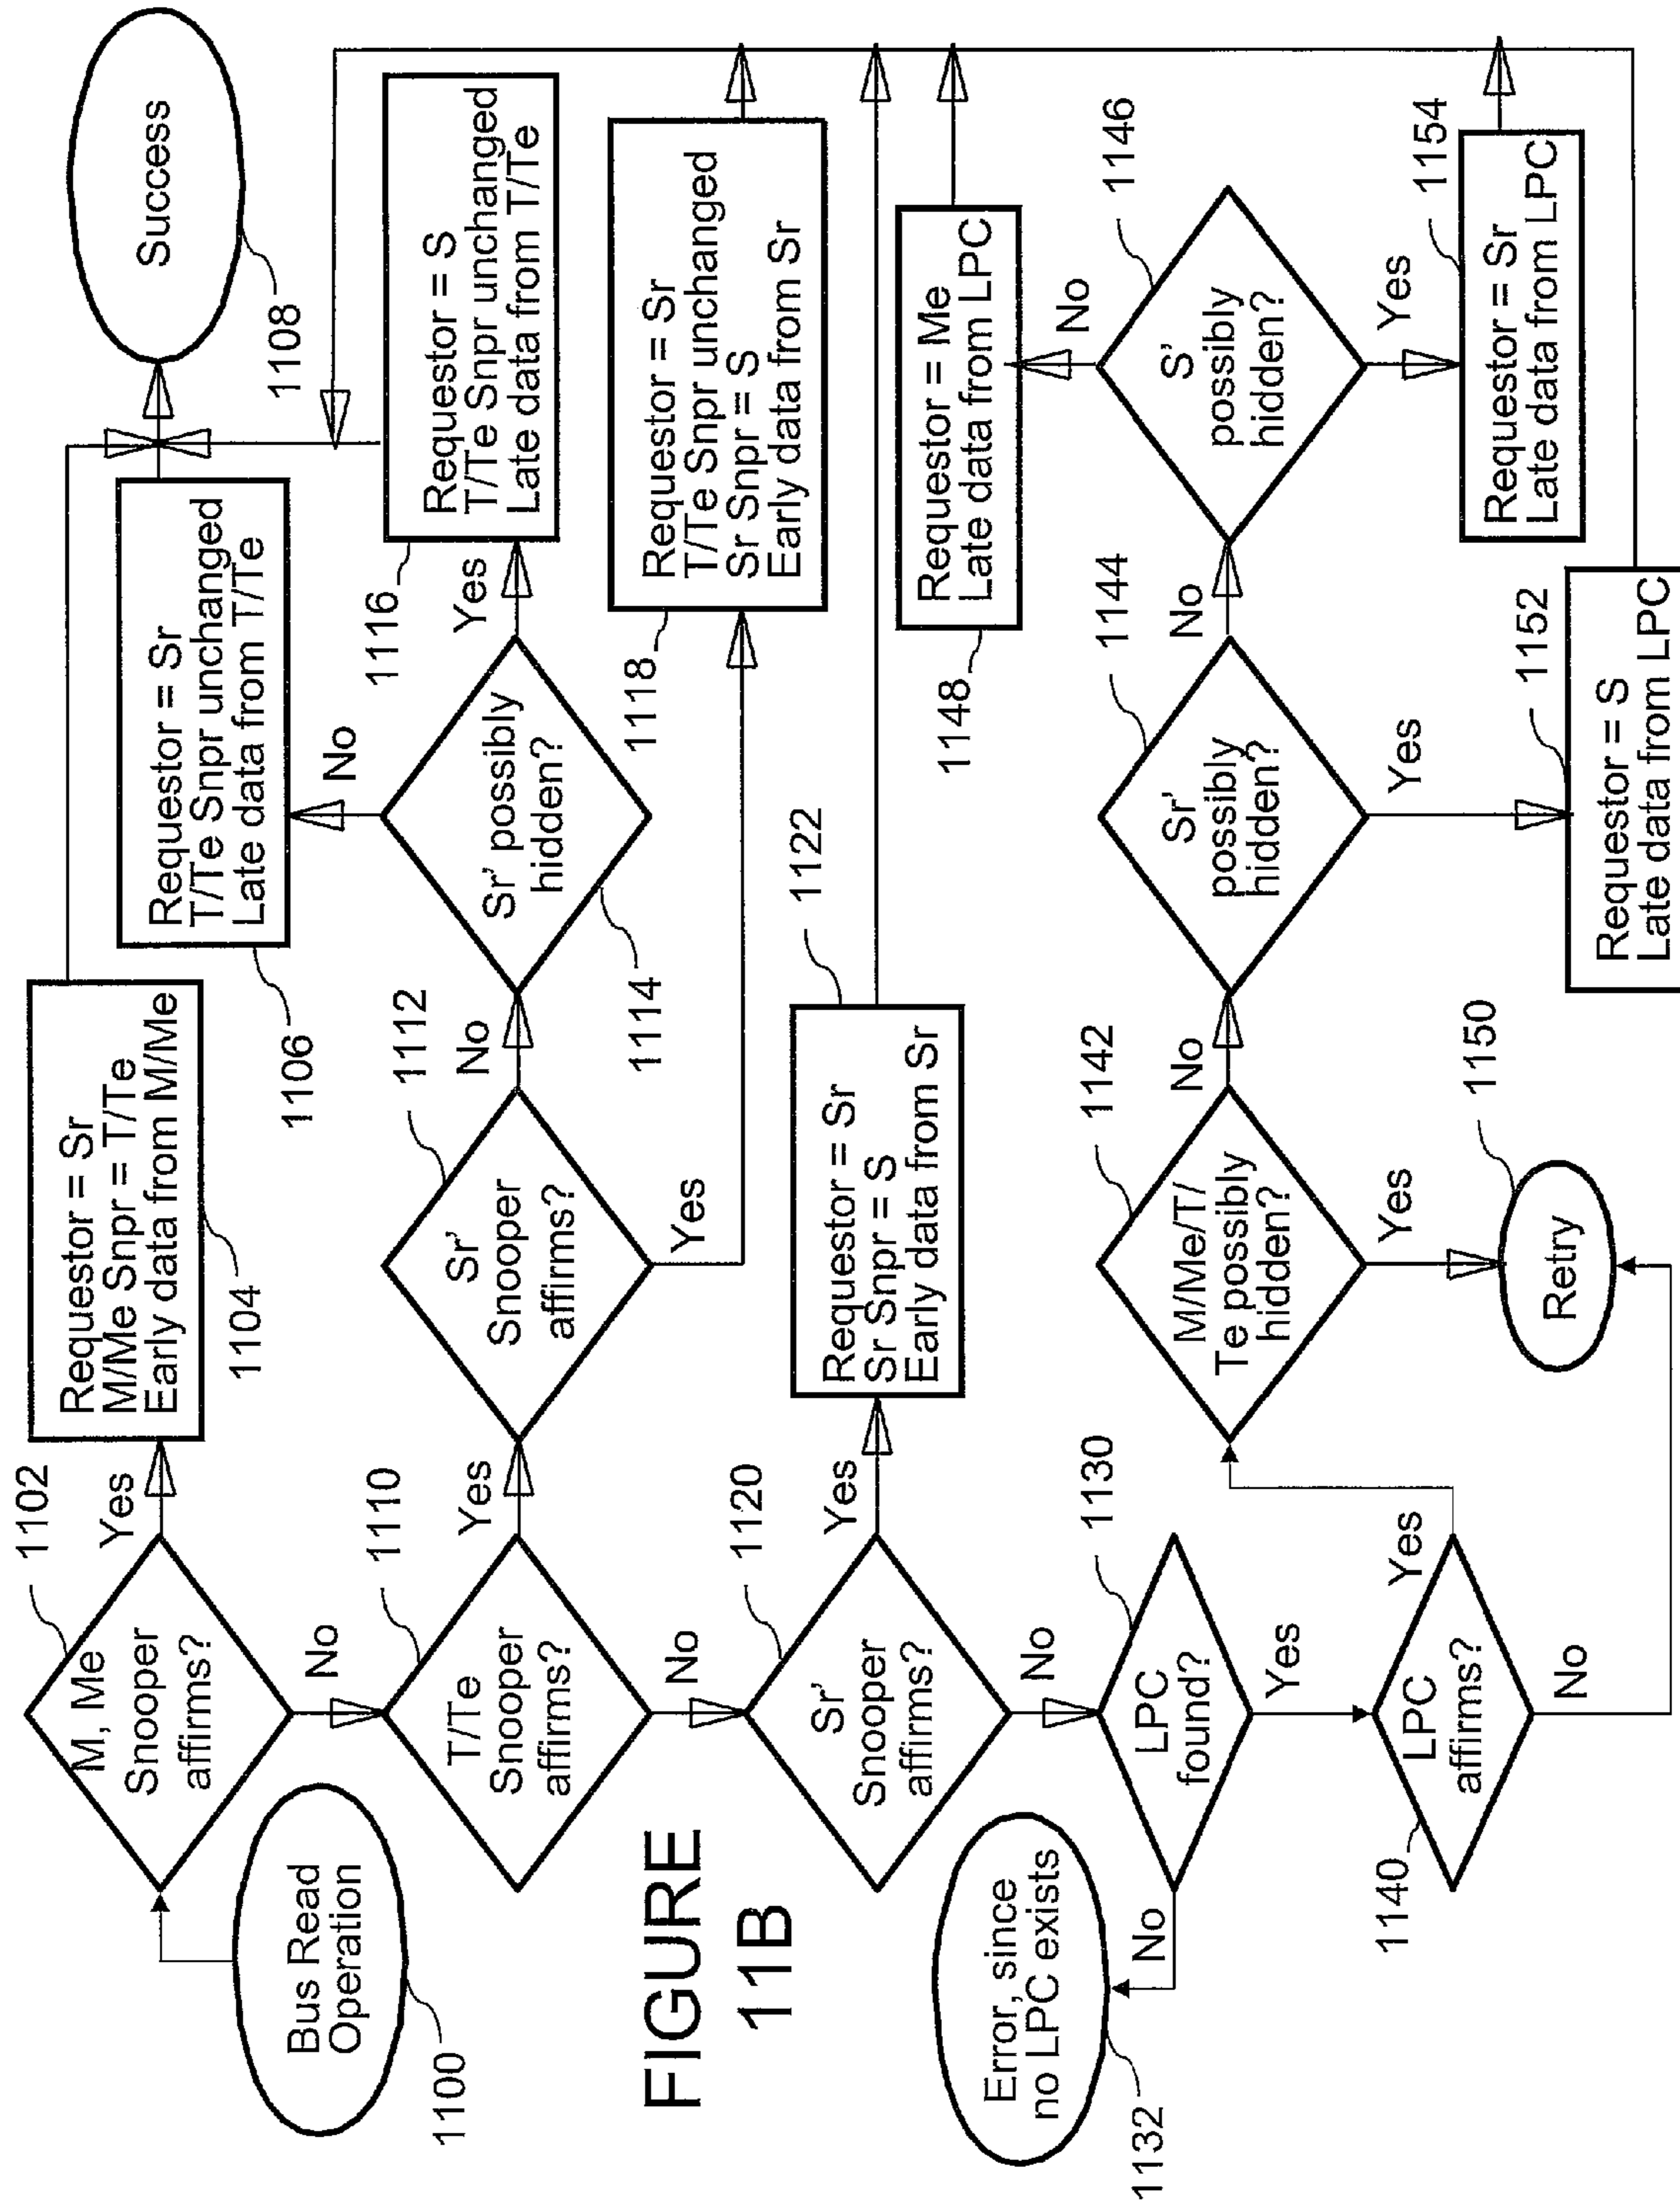 Bus Read
Operation
1100
M, Me
Snooper
affirms?
1102
Yes
No
Requestor = Sr
M/Me Snpr = T/Te
Early data from M/Me
1104
Requestor = Sr
T/Te Snpr unchanged
Late data from T/Te
1106
Success
1108
T/Te
Snooper
affirms?
1110
Yes
No
Sr'
Snooper
affirms?
1112
No
Yes
Sr' possibly
hidden?
1114
No
Yes
Requestor = S
T/Te Snpr unchanged
Late data from T/Te
1116
Requestor = Sr
T/Te Snpr unchanged
Sr Snpr = S
Early data from Sr
1118
Sr'
Snooper
affirms?
1120
Yes
No
Requestor = Sr
Sr Snpr = S
Early data from Sr
1122
FIGURE
11B
LPC
found?
1130
No
Yes
Error, since
no LPC exists
1132
LPC
affirms?
1140
Yes
No
M/Me/T/
Te possibly
hidden?
1142
No
Yes
Retry
1150
Sr'
possibly
hidden?
1144
No
Yes
Requestor = S
Late data from LPC
1152
S'
possibly
hidden?
1146
No
Yes
Requestor = Me
Late data from LPC
1148
Requestor = Sr
Late data from LPC
1154